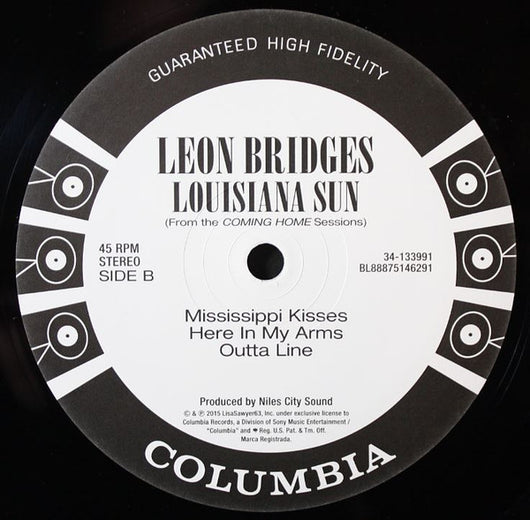 GUARANTEED HIGH FIDELITY
LEON BRIDGES
LOUISIANA SUN
(From the COMING HOME Sessions)
45 RPM
STEREO
SIDE B
34-133991
BL88875146291
Mississippi Kisses
Here In My Arms
Outta Line
Produced by Niles City Sound
© & ℗ 2015 LisaSawyer63, Inc. under exclusive license to
Columbia Records, a Division of Sony Music Entertainment /
"Columbia" and ❤ Reg. U.S. Pat. & Tm. Off.
Marca Registrada.
COLUMBIA